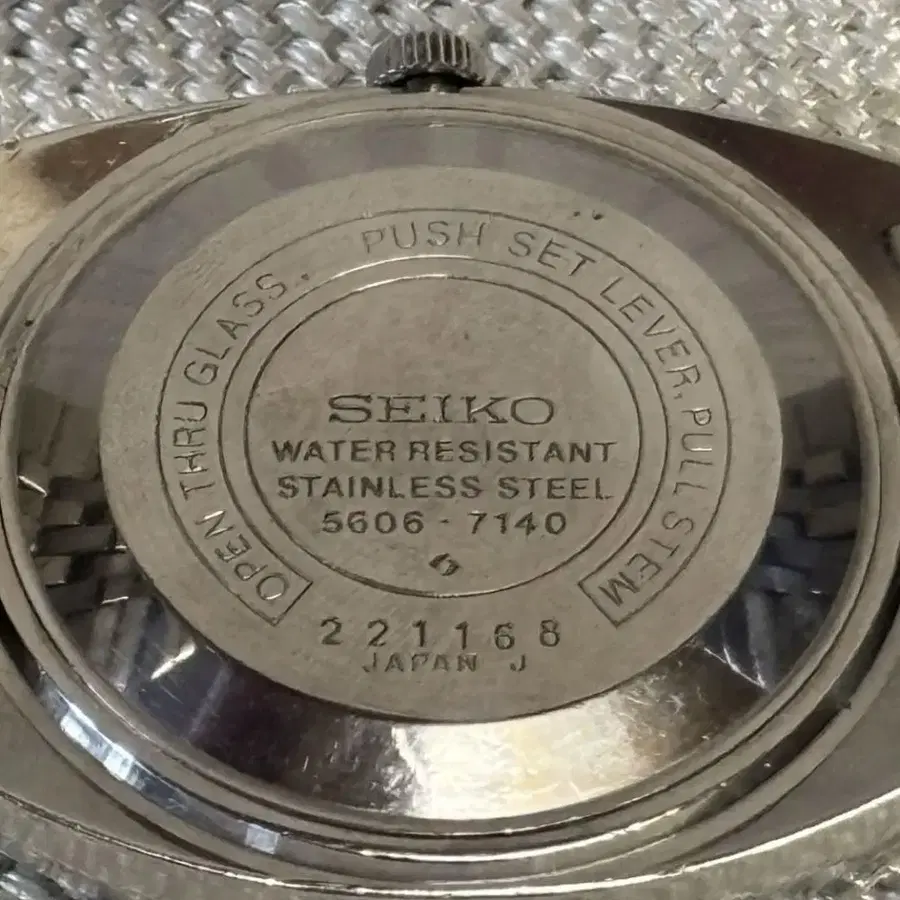 OPEN THRU GLASS., PUSH SET LEVER, PULL STEM
SEIKO
WATER RESISTANT
STAINLESS STEEL
5606-7140
221168
JAPAN J